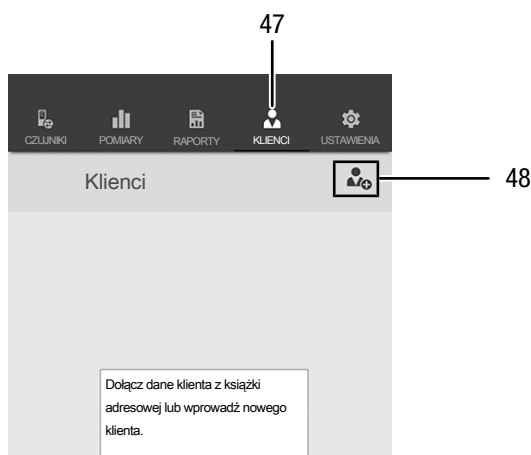 47
CZUJNIKI POMIARY RAPORTY KLIENCI USTAWIENIA
Klienci
48
Dołącz dane klienta z książki
adresowej lub wprowadź nowego
klienta.